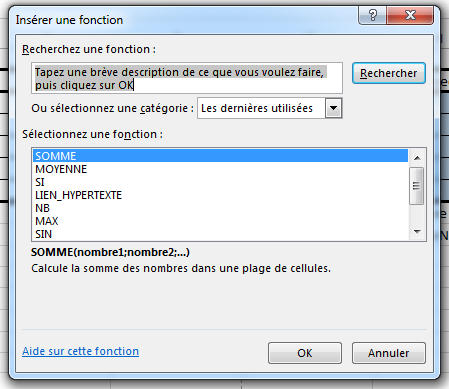 Insérer une fonction
Recherchez une fonction :
Tapez une brève description de ce que vous voulez faire,
puis cliquez sur OK
Rechercher
Ou sélectionnez une catégorie : Les dernières utilisées
Sélectionnez une fonction :
SOMME
MOYENNE
SI
LIEN_HYPERTEXTE
NB
MAX
SIN
SOMME(nombre1;nombre2;...)
Calcule la somme des nombres dans une plage de cellules.
Aide sur cette fonction
OK
Annuler